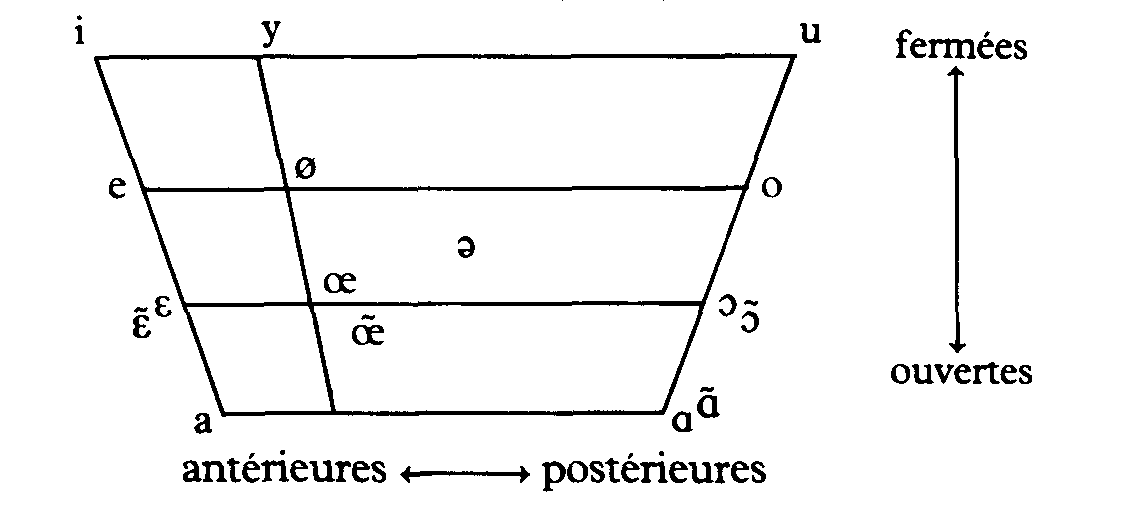 i y u fermées
e ø o
ə
ɛ̃ ɛ œ ɔ ɔ̃
œ̃
ouvertes
a ɑ ɑ̃
antérieures ⟷ postérieures